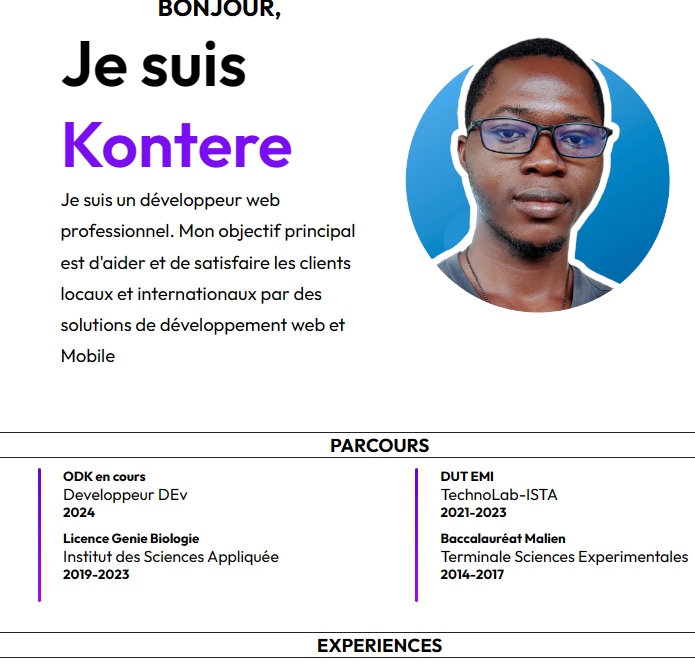 BONJOUR,
Je suis
Kontere
Je suis un développeur web
professionnel. Mon objectif principal
est d'aider et de satisfaire les clients
locaux et internationaux par des
solutions de développement web et
Mobile
PARCOURS
ODK en cours
Developpeur DEv
2024
Licence Genie Biologie
Institut des Sciences Appliquée
2019-2023
DUT EMI
TechnoLab-ISTA
2021-2023
Baccalauréat Malien
Terminale Sciences Experimentales
2014-2017
EXPERIENCES